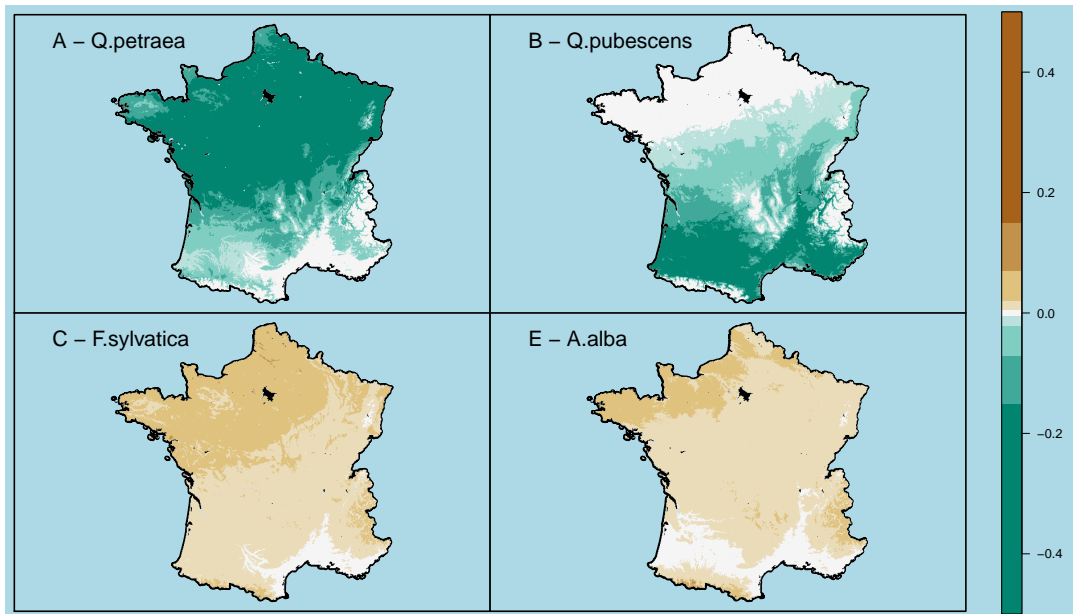 A – Q.petraea
B – Q.pubescens
C – F.sylvatica
E – A.alba
0.4
0.2
0.0
−0.2
−0.4